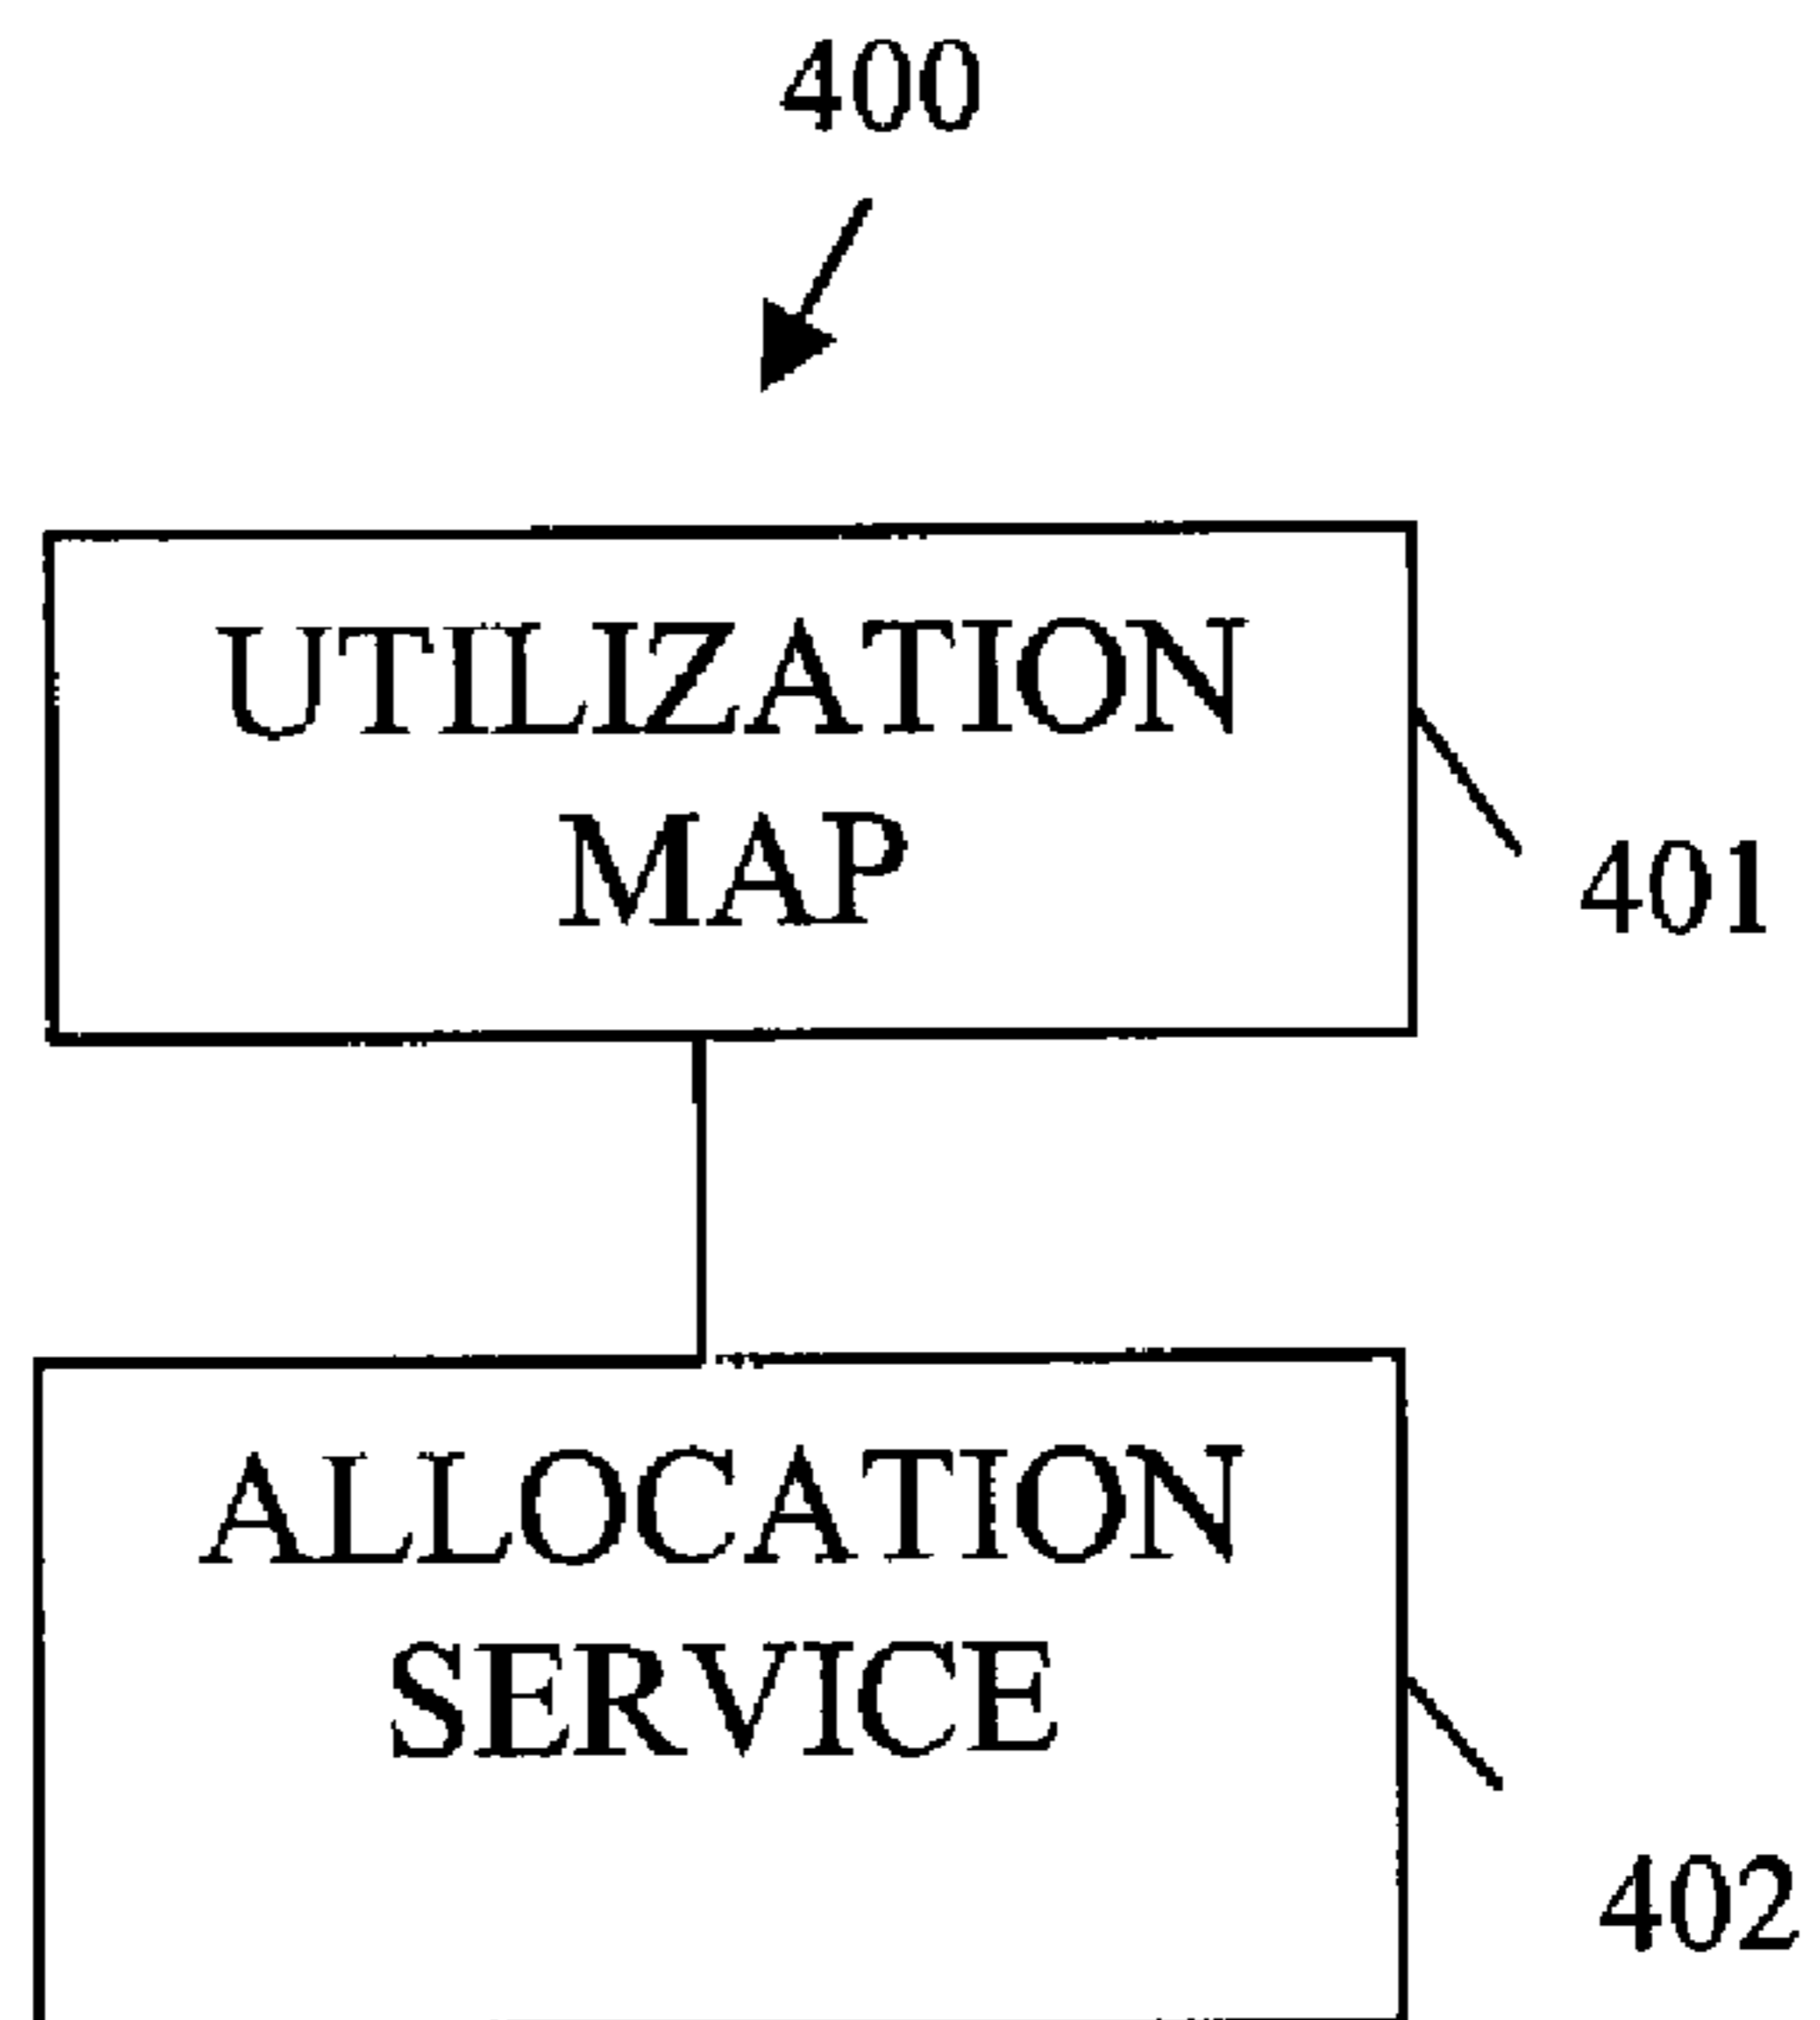 400
UTILIZATION
MAP
401
ALLOCATION
SERVICE
402